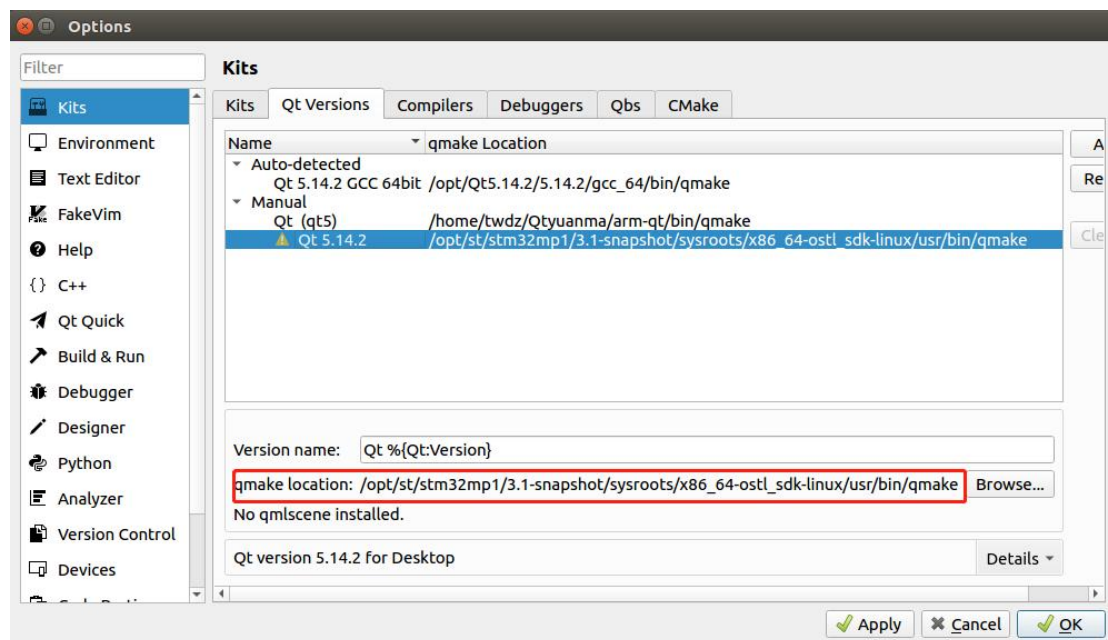 Options
Filter
Kits
Environment
Text Editor
FakeVim
Help
C++
Qt Quick
Build & Run
Debugger
Designer
Python
Analyzer
Version Control
Devices
Kits
Kits Qt Versions Compilers Debuggers Qbs CMake
Name qmake Location
Auto-detected
Qt 5.14.2 GCC 64bit /opt/Qt5.14.2/5.14.2/gcc_64/bin/qmake
Manual
Qt (qt5) /home/twdz/Qtyuanma/arm-qt/bin/qmake
Qt 5.14.2 /opt/st/stm32mp1/3.1-snapshot/sysroots/x86_64-ostl_sdk-linux/usr/bin/qmake
A
Re
Cle
Version name: Qt %{Qt:Version}
qmake location: /opt/st/stm32mp1/3.1-snapshot/sysroots/x86_64-ostl_sdk-linux/usr/bin/qmake Browse...
No qmlscene installed.
Qt version 5.14.2 for Desktop Details
Apply Cancel OK